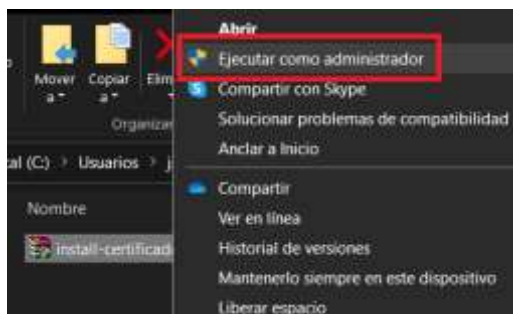 Abrir
Ejecutar como administrador
Mover a
Copiar a
Elim
Compartir con Skype
Organizar
Solucionar problemas de compatibilidad
Anclar a Inicio
al (C:) > Usuarios > j
Compartir
Nombre
Ver en línea
install-certificad
Historial de versiones
Mantenerlo siempre en este dispositivo
Liberar espacio